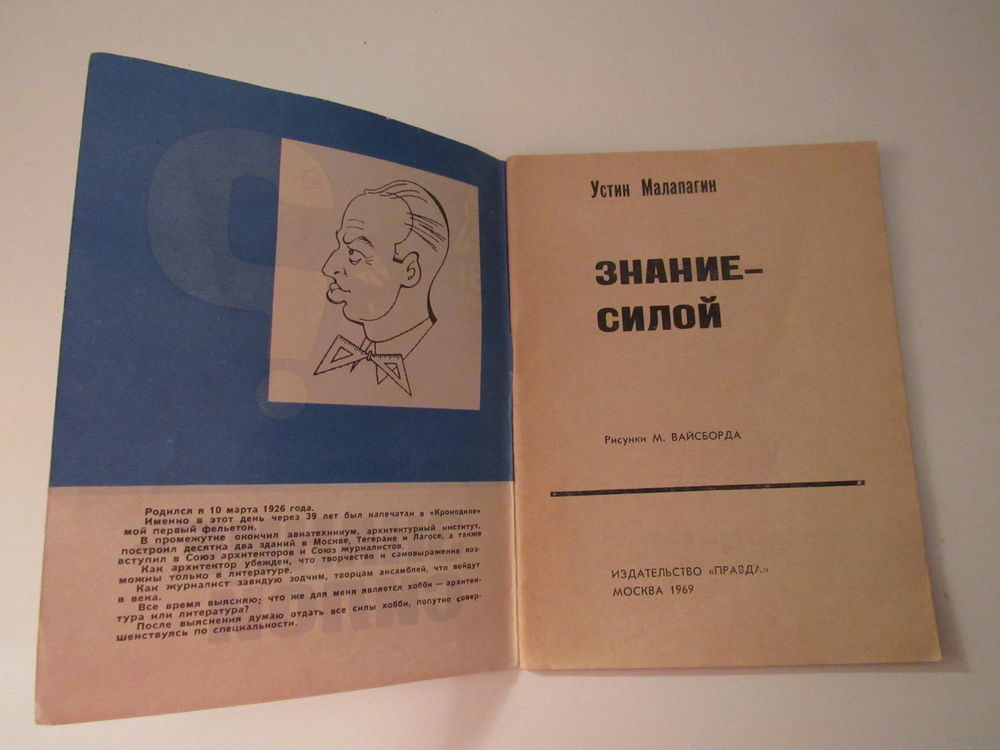 Родился я 10 марта 1926 года.
Именно в этот день через 39 лет был напечатан в «Крокодиле»
мой первый фельетон.
В промежутке окончил авиатехникум, архитектурный институт,
построил десятка два зданий в Москве, Тегеране и Лагосе, а также
вступил в Союз архитекторов и Союз журналистов.
Как архитектор убежден, что творчество и самовыражение воз-
можны только в литературе.
Как журналист завидую зодчим, творцам ансамблей, что войдут
в века.
Все время выясняю: что же для меня является хобби — архитек-
тура или литература?
После выяснения думаю отдать все силы хобби, попутно совер-
шенствуясь по специальности.
Устин Малапагин
ЗНАНИЕ–
СИЛОЙ
Рисунки М. ВАЙСБОРДА
ИЗДАТЕЛЬСТВО «ПРАВДА»
МОСКВА 1969